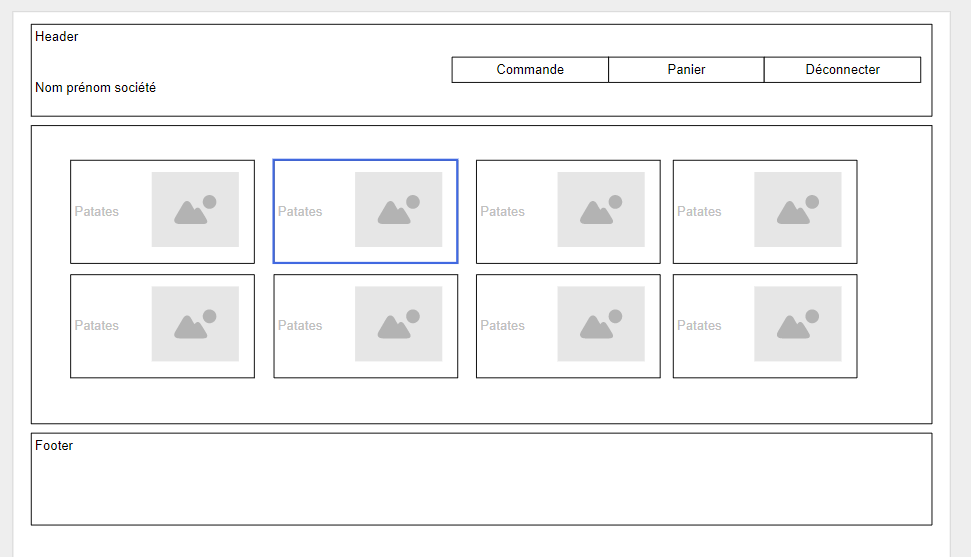 Header
Commande Panier Déconnecter
Nom prénom société
Patates Patates Patates Patates
Patates Patates Patates Patates
Footer